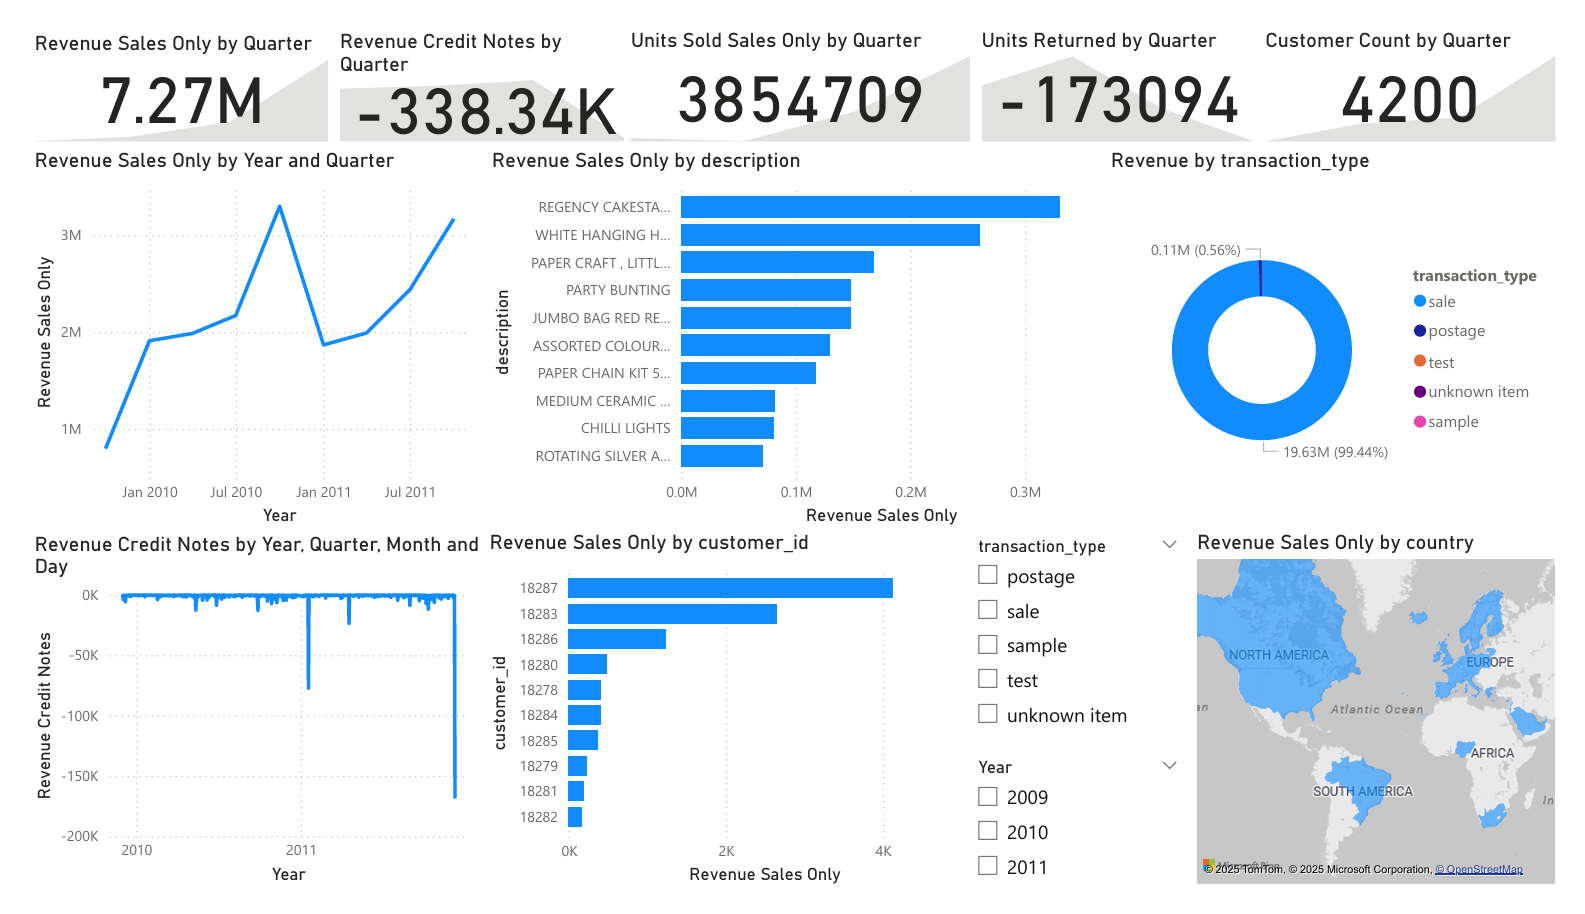 Revenue Sales Only by Quarter
7.27M
Revenue Credit Notes by
Quarter
-338.34K
Units Sold Sales Only by Quarter
3854709
Units Returned by Quarter
-173094
Customer Count by Quarter
4200
Revenue Sales Only by Year and Quarter
Revenue Sales Only
3M
2M
1M
Jan 2010
Jul 2010
Jan 2011
Jul 2011
Year
Revenue Sales Only by description
description
REGENCY CAKESTA...
WHITE HANGING H...
PAPER CRAFT , LITTL...
PARTY BUNTING
JUMBO BAG RED RE...
ASSORTED COLOUR...
PAPER CHAIN KIT 5...
MEDIUM CERAMIC ...
CHILLI LIGHTS
ROTATING SILVER A...
0.0M
0.1M
0.2M
0.3M
Revenue Sales Only
Revenue by transaction_type
0.11M (0.56%)
19.63M (99.44%)
transaction_type
sale
postage
test
unknown item
sample
Revenue Credit Notes by Year, Quarter, Month and
Day
Revenue Credit Notes
0K
-50K
-100K
-150K
-200K
2010
2011
Year
Revenue Sales Only by customer_id
customer_id
18287
18283
18286
18280
18278
18284
18285
18279
18281
18282
0K
2K
4K
Revenue Sales Only
transaction_type
postage
sale
sample
test
unknown item
Year
2009
2010
2011
Revenue Sales Only by country
NORTH AMERICA
EUROPE
an
Atlantic Ocean
AFRICA
SOUTH AMERICA
In
Microsoft Bing
© 2025 TomTom, © 2025 Microsoft Corporation, © OpenStreetMap